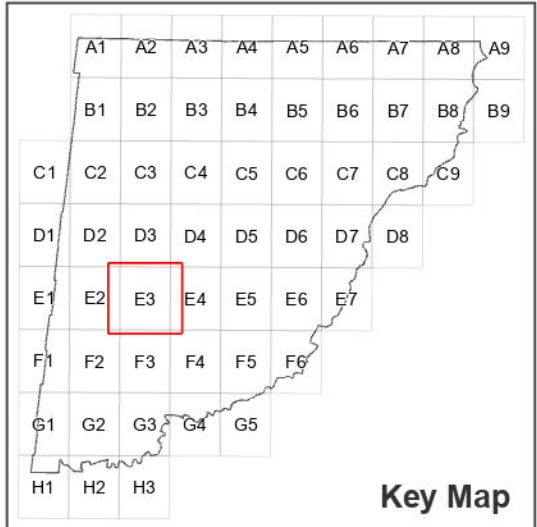 A1 A2 A3 A4 A5 A6 A7 A8 A9
B1 B2 B3 B4 B5 B6 B7 B8 B9
C1 C2 C3 C4 C5 C6 C7 C8 C9
D1 D2 D3 D4 D5 D6 D7 D8
E1 E2 E3 E4 E5 E6 E7
F1 F2 F3 F4 F5 F6
G1 G2 G3 G4 G5
H1 H2 H3
Key Map